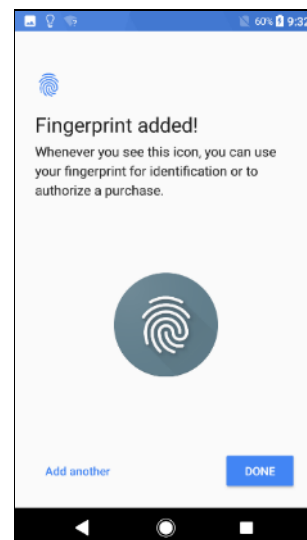 60% 9:32
Fingerprint added!
Whenever you see this icon, you can use
your fingerprint for identification or to
authorize a purchase.
Add another
DONE